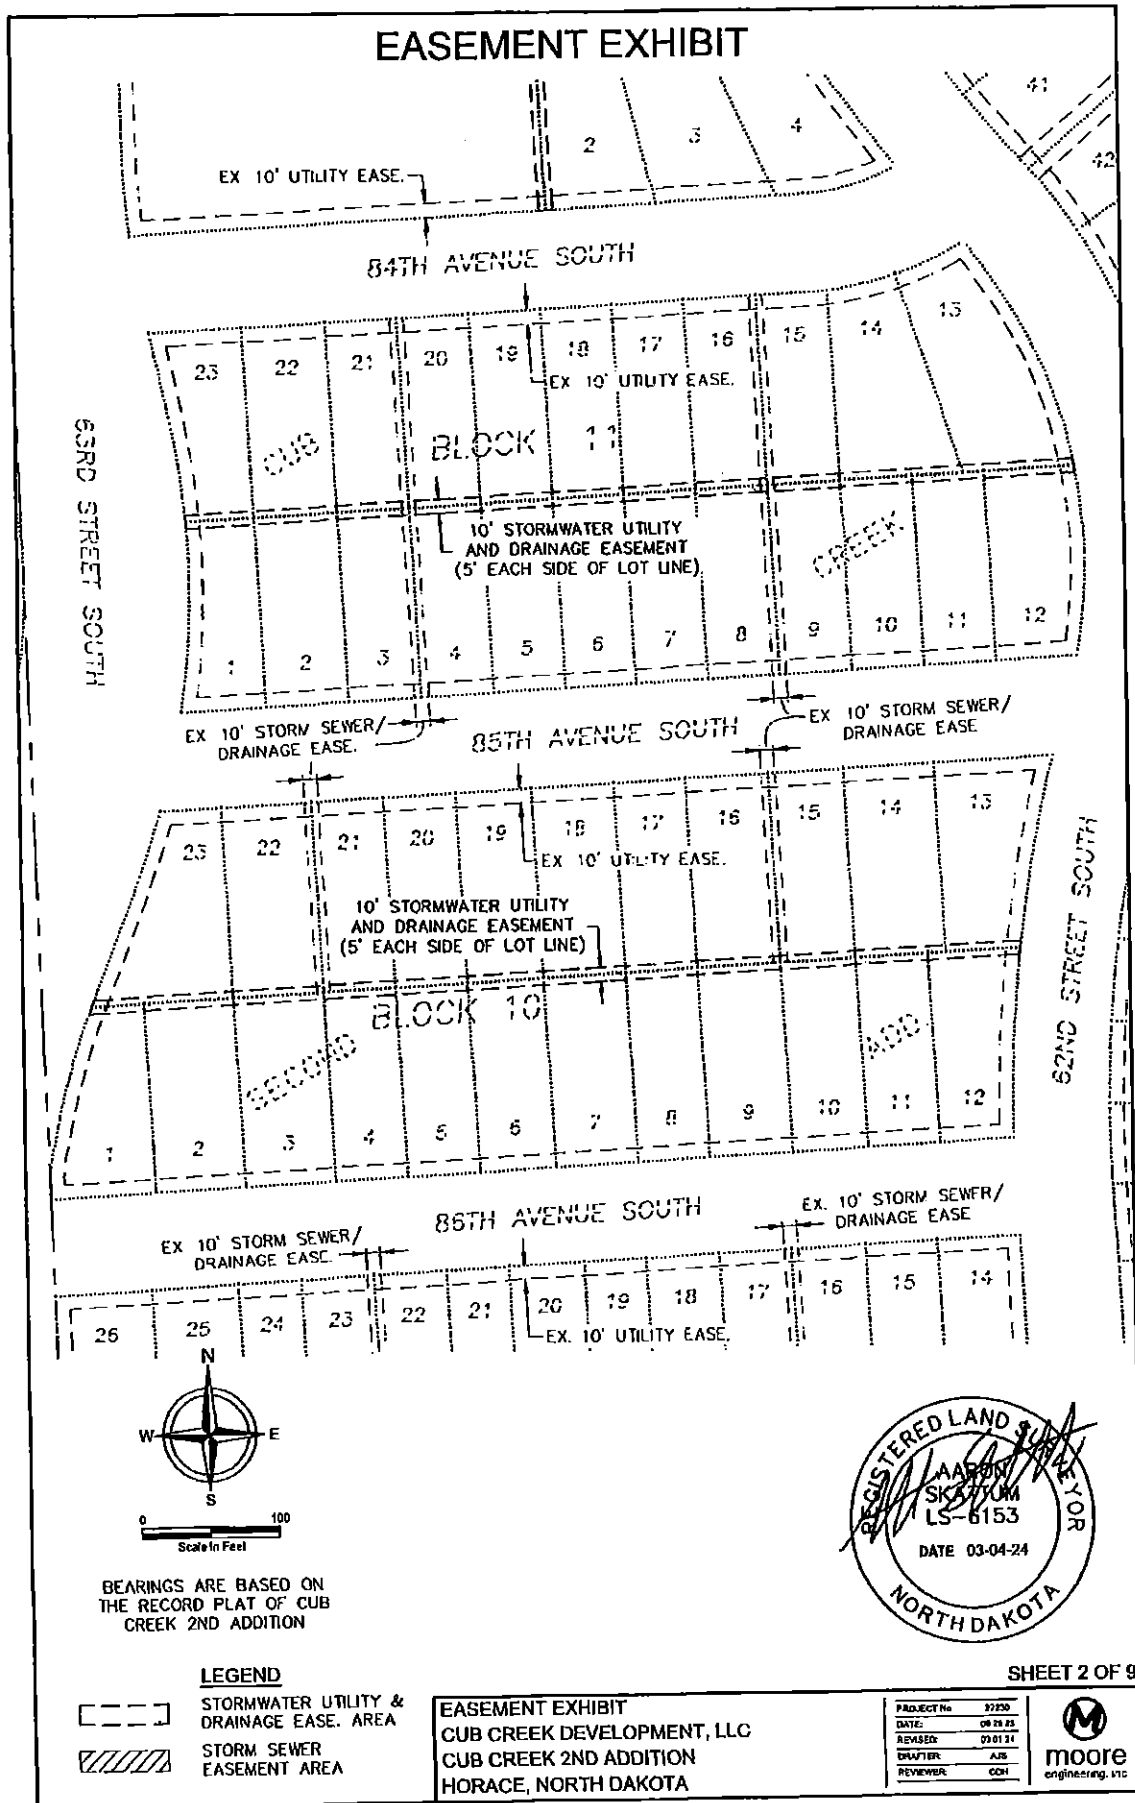 EASEMENT EXHIBIT
41
2
3
4
42
EX 10' UTILITY EASE.
84TH AVENUE SOUTH
23
22
21
20
19
18
17
16
15
14
13
EX 10' UTILITY EASE.
CUB
BLOCK 11
63RD STREET SOUTH
10' STORMWATER UTILITY
AND DRAINAGE EASEMENT
(5' EACH SIDE OF LOT LINE)
CREEK
1
2
3
4
5
6
7
8
9
10
11
12
EX 10' STORM SEWER/
DRAINAGE EASE.
85TH AVENUE SOUTH
EX 10' STORM SEWER/
DRAINAGE EASE
23
22
21
20
19
18
17
16
15
14
13
EX 10' UTILITY EASE.
10' STORMWATER UTILITY
AND DRAINAGE EASEMENT
(5' EACH SIDE OF LOT LINE)
BLOCK 10
SECOND
ADD.
62ND STREET SOUTH
1
2
3
4
5
6
7
8
9
10
11
12
86TH AVENUE SOUTH
EX 10' STORM SEWER/
DRAINAGE EASE.
EX. 10' STORM SEWER/
DRAINAGE EASE
26
25
24
23
22
21
20
19
18
17
16
15
14
EX. 10' UTILITY EASE.
N
W
E
S
0
100
Scale In Feet
BEARINGS ARE BASED ON
THE RECORD PLAT OF CUB
CREEK 2ND ADDITION
REGISTERED LAND SURVEYOR
AARON
SKATTUM
LS-6153
DATE 03-04-24
NORTH DAKOTA
SHEET 2 OF 9
LEGEND
STORMWATER UTILITY &
DRAINAGE EASE. AREA
STORM SEWER
EASEMENT AREA
EASEMENT EXHIBIT
CUB CREEK DEVELOPMENT, LLC
CUB CREEK 2ND ADDITION
HORACE, NORTH DAKOTA
PROJECT No
DATE:
REVISED:
DRAFTER AJS
REVIEWER CCH
M
moore
engineering, inc